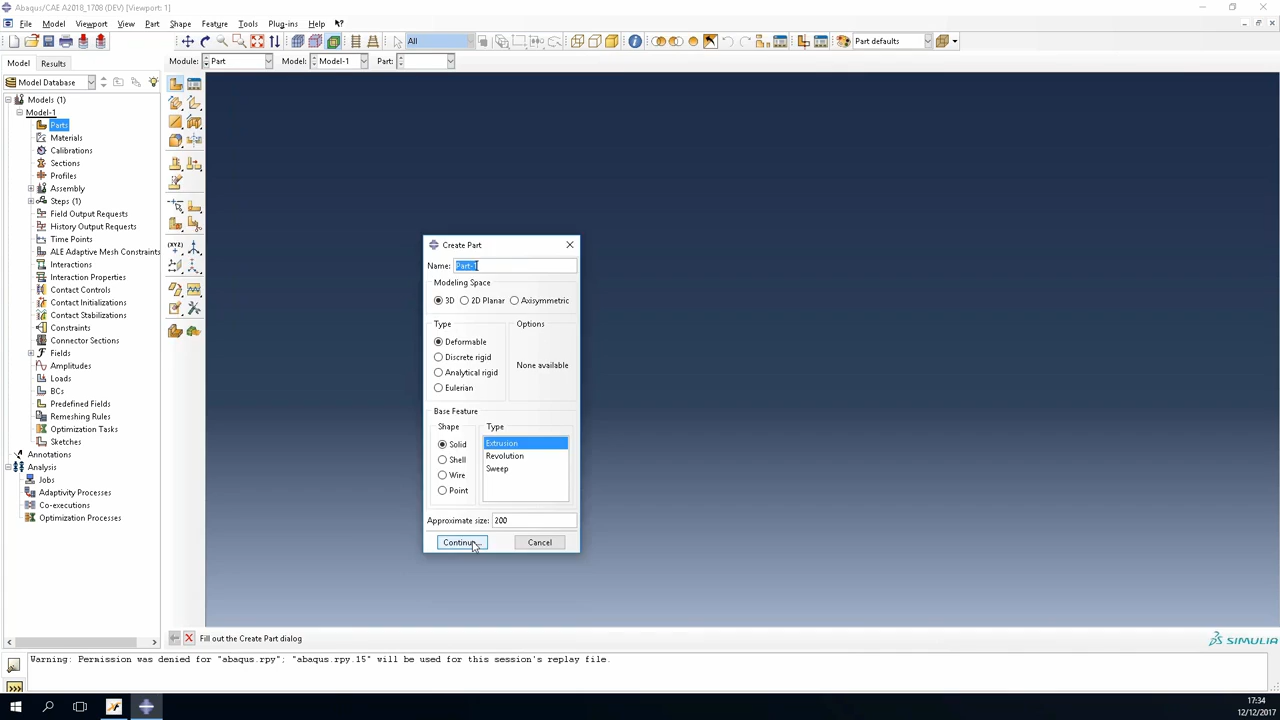 Abaqus/CAE A2018_1708 (DEV) [Viewport: 1]
File Model Viewport View Part Shape Feature Tools Plug-ins Help
All
Part defaults
Model Results
Module: Part Model: Model-1 Part:
Model Database
Models (1)
Model-1
Parts
Materials
Calibrations
Sections
Profiles
Assembly
Steps (1)
Field Output Requests
History Output Requests
Time Points
ALE Adaptive Mesh Constraints
Interactions
Interaction Properties
Contact Controls
Contact Initializations
Contact Stabilizations
Constraints
Connector Sections
Fields
Amplitudes
Loads
BCs
Predefined Fields
Remeshing Rules
Optimization Tasks
Sketches
Annotations
Analysis
Jobs
Adaptivity Processes
Co-executions
Optimization Processes
(XYZ)
Create Part
Name: Part-1
Modeling Space
3D 2D Planar Axisymmetric
Type Options
Deformable
Discrete rigid
Analytical rigid
Eulerian
None available
Base Feature
Shape Type
Solid
Shell
Wire
Point
Extrusion
Revolution
Sweep
Approximate size: 200
Continue... Cancel
Fill out the Create Part dialog
SIMULIA
Warning: Permission was denied for "abaqus.rpy", "abaqus.rpy.15" will be used for this session's replay file.
>>>
17:34
12/12/2017